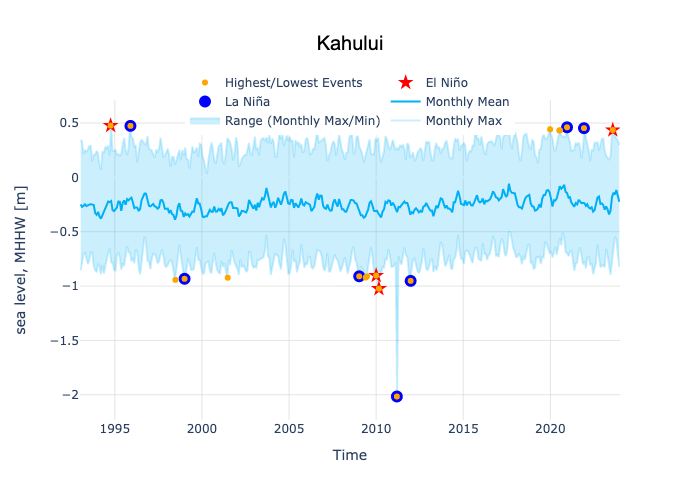 Kahului
Highest/Lowest Events
El Niño
La Niña
Monthly Mean
Range (Monthly Max/Min)
Monthly Max
sea level, MHHW [m]
0.5
0
−0.5
−1
−1.5
−2
1995 2000 2005 2010 2015 2020
Time